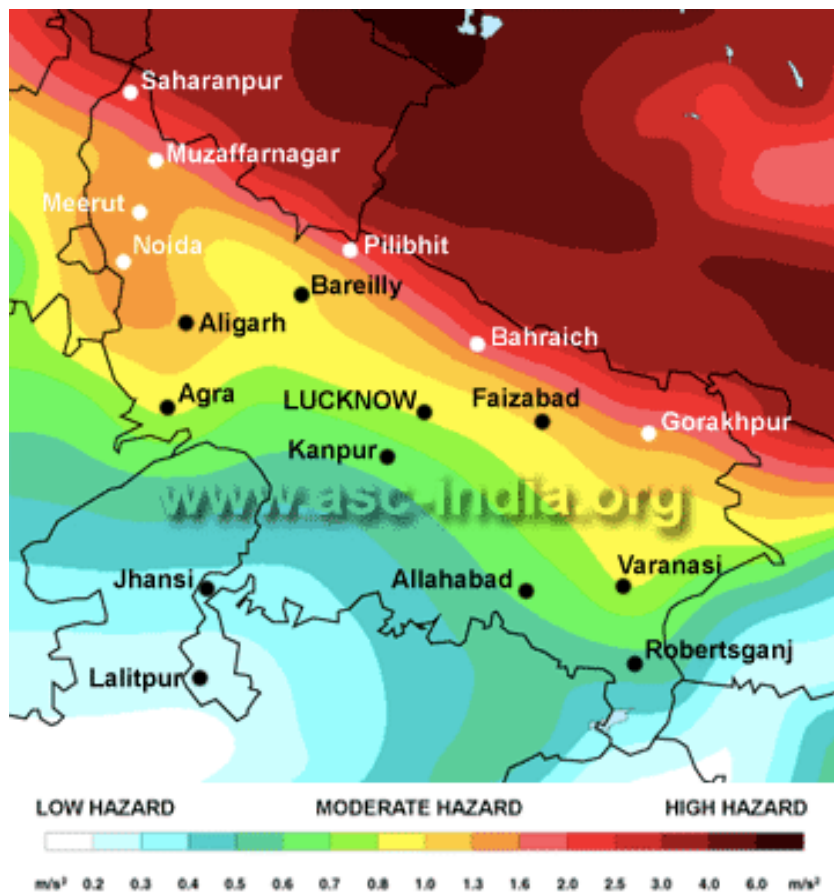 Saharanpur
Muzaffarnagar
Meerut
Noida
Pilibhit
Bareilly
Aligarh
Bahraich
Agra
LUCKNOW
Faizabad
Gorakhpur
Kanpur
www.asc-india.org
Jhansi
Allahabad
Varanasi
Robertsganj
Lalitpur
LOW HAZARD MODERATE HAZARD HIGH HAZARD
m/s² 0.2 0.3 0.4 0.5 0.6 0.7 0.8 1.0 1.3 1.6 2.0 2.5 3.0 4.0 6.0 m/s²